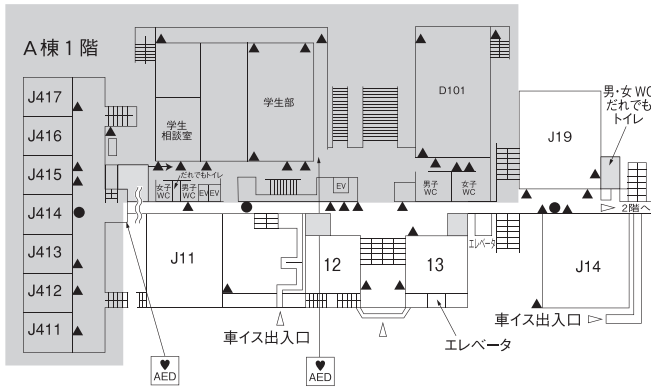 A棟1階
J417
J416
J415
J414
J413
J412
J411
学生
相談室
学生部
D101
J19
男・女 WC
だれでも
トイレ
だれでもトイレ
女子
WC
男子
WC
EV
EV
EV
男子
WC
女子
WC
2階へ
エレベータ
J11
12
13
J14
車イス出入口
エレベータ
車イス出入口
AED
AED